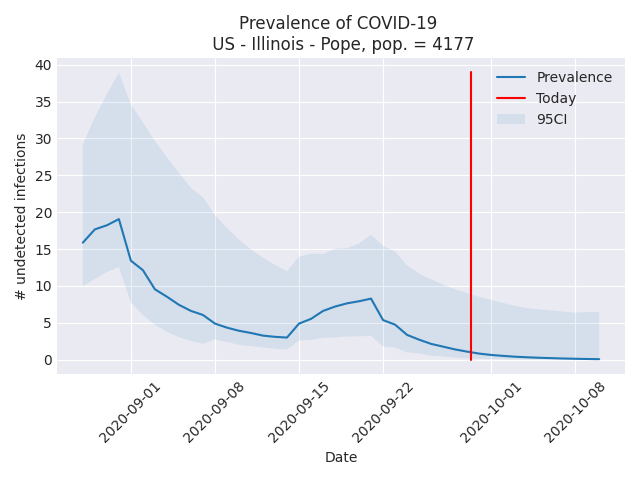 Prevalence of COVID-19
US - Illinois - Pope, pop. = 4177
# undetected infections
40
35
30
25
20
15
10
5
0
Prevalence
Today
95CI
2020-09-01
2020-09-08
2020-09-15
2020-09-22
2020-10-01
2020-10-08
Date